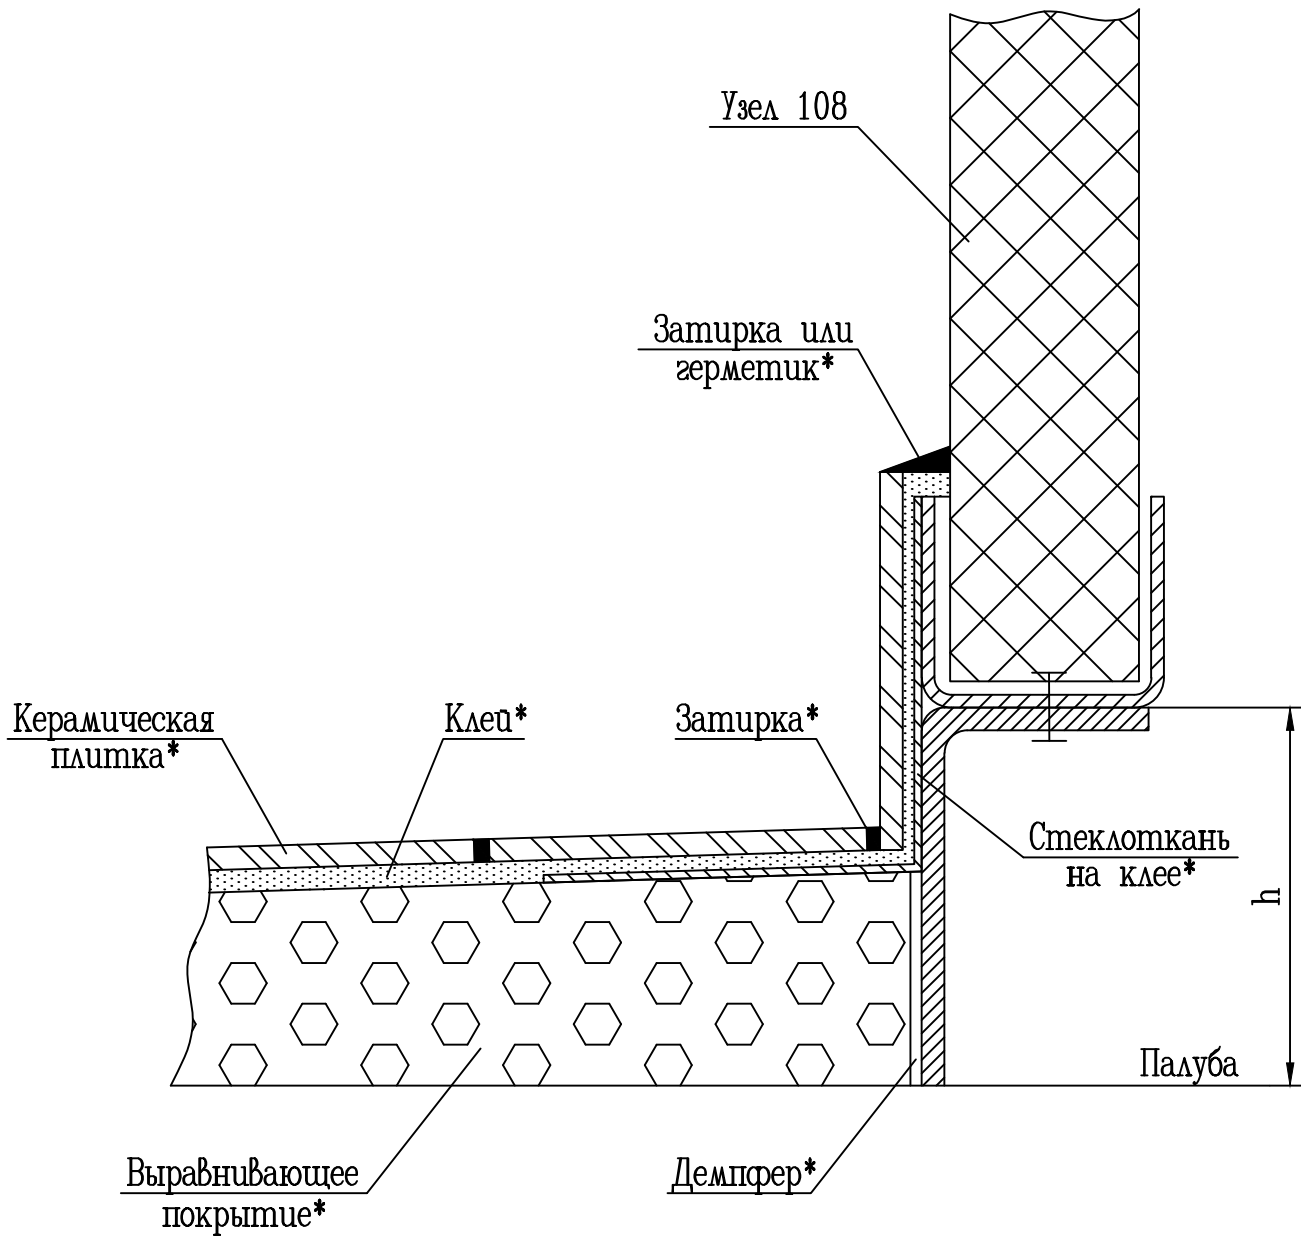 Узел 108
Затирка или
герметик*
Керамическая
плитка*
Клей*
Затирка*
Стеклоткань
на клее*
h
Палуба
Выравнивающее
покрытие*
Демпфер*